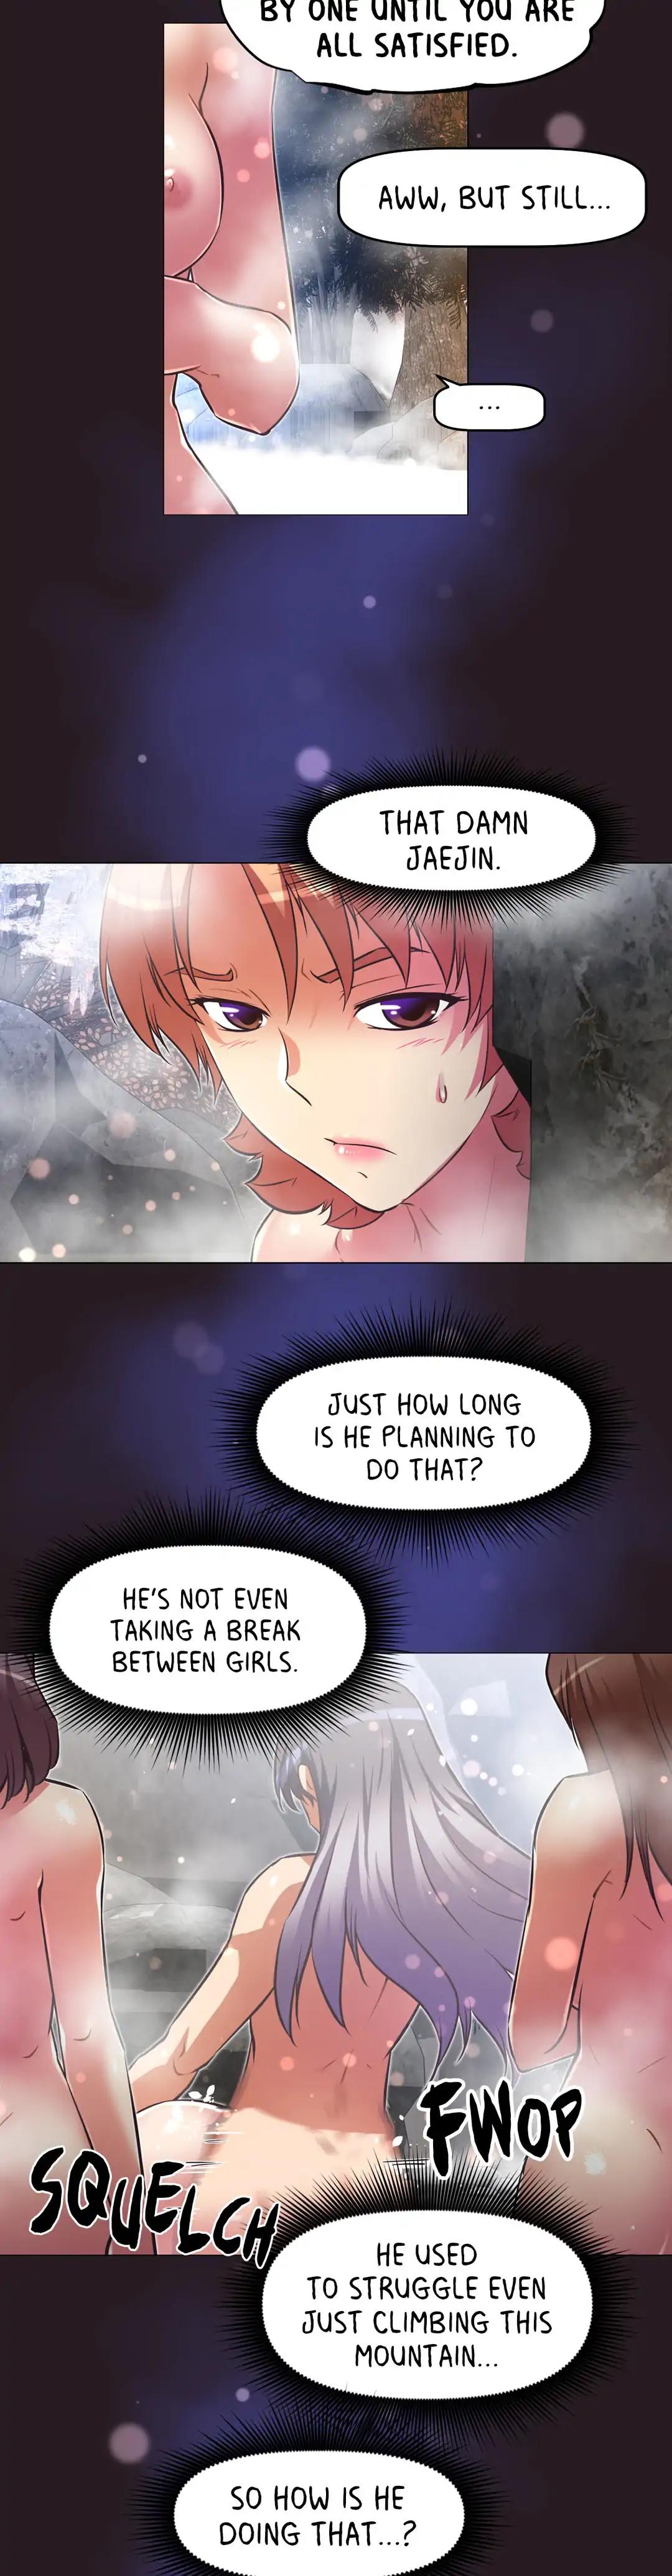 BY ONE UNTIL YOU ARE
ALL SATISFIED.
AWW, BUT STILL...
...
THAT DAMN
JAEJIN.
JUST HOW LONG
IS HE PLANNING TO
DO THAT?
HE'S NOT EVEN
TAKING A BREAK
BETWEEN GIRLS.
FWOP
SQUELCH
HE USED
TO STRUGGLE EVEN
JUST CLIMBING THIS
MOUNTAIN...
SO HOW IS HE
DOING THAT...?